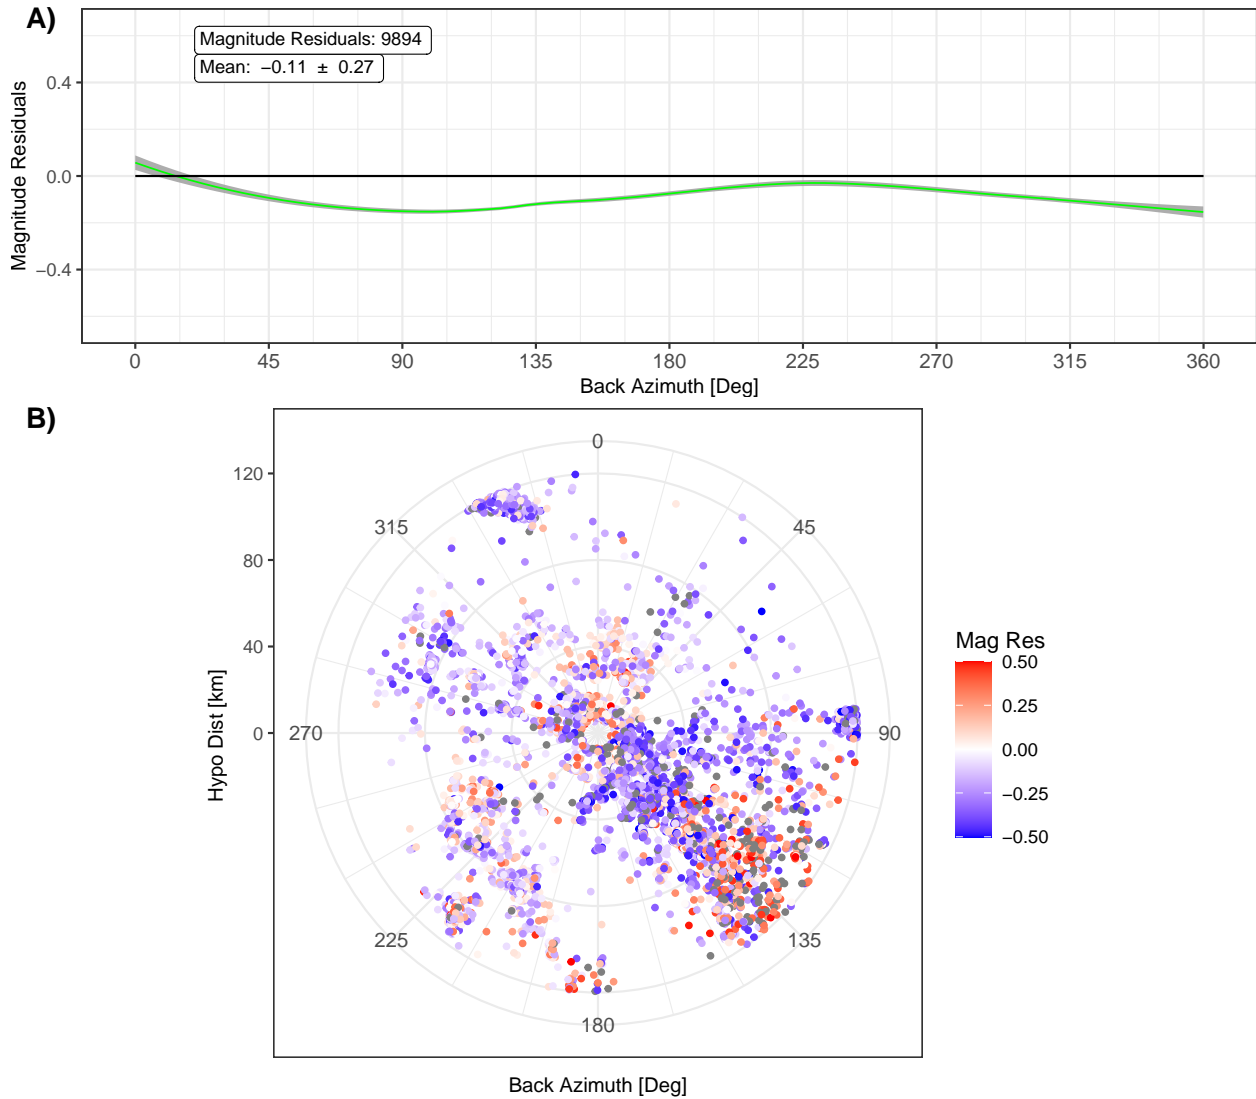 A)
Magnitude Residuals: 9894
Mean:  −0.11  ±  0.27
Magnitude Residuals
0.4
0.0
−0.4
0 45 90 135 180 225 270 315 360
Back Azimuth [Deg]
B)
Hypo Dist [km]
120
80
40
0
0
45
90
135
180
225
270
315
Back Azimuth [Deg]
Mag Res
0.50
0.25
0.00
−0.25
−0.50